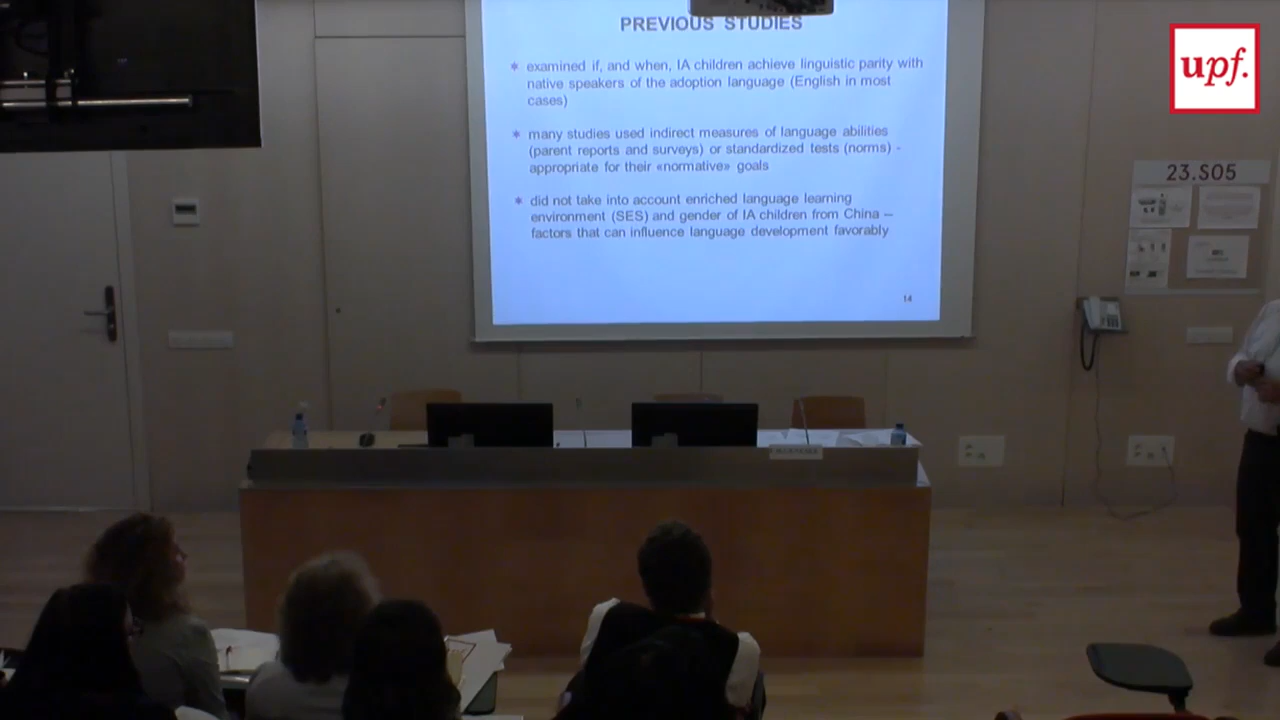 PREVIOUS STUDIES
* examined if, and when, IA children achieve linguistic parity with
native speakers of the adoption language (English in most
cases)
* many studies used indirect measures of language abilities
(parent reports and surveys) or standardized tests (norms) -
appropriate for their «normative» goals
* did not take into account enriched language learning
environment (SES) and gender of IA children from China –
factors that can influence language development favorably
14
upf.
23.S05